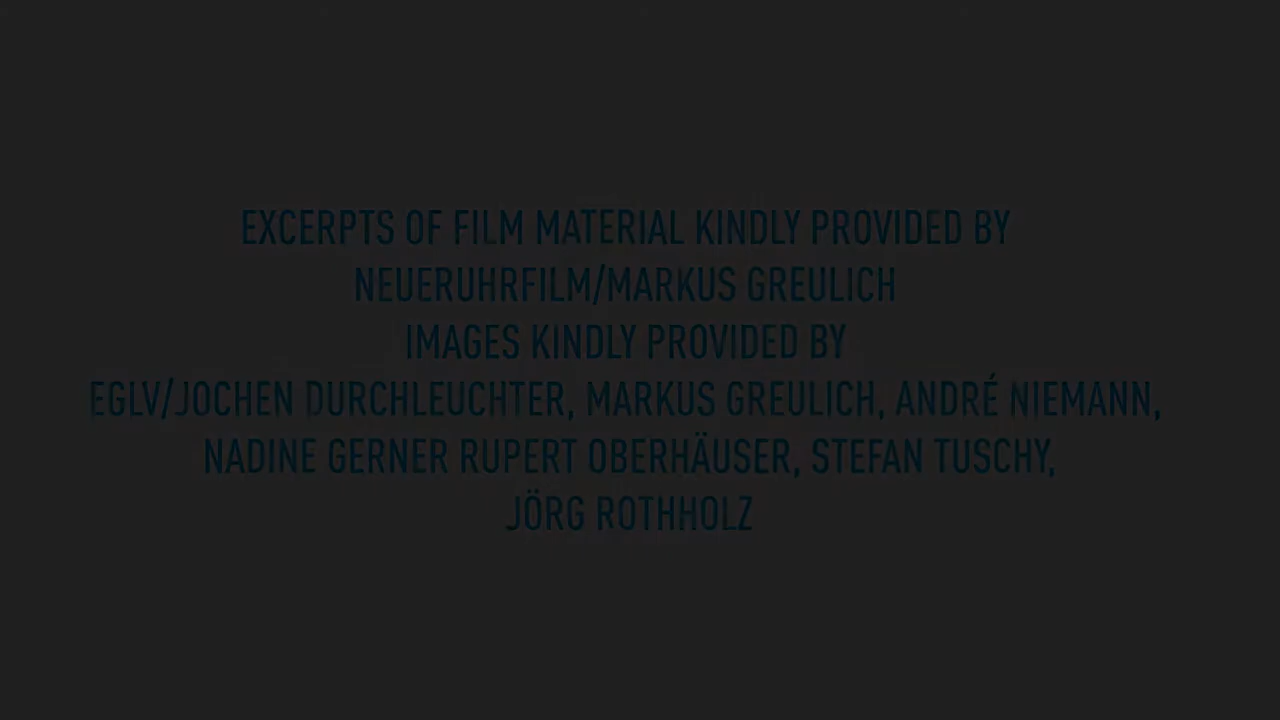 EXCERPTS OF FILM MATERIAL KINDLY PROVIDED BY
NEUERUHRFILM/MARKUS GREULICH
IMAGES KINDLY PROVIDED BY
EGLV/JOCHEN DURCHLEUCHTER, MARKUS GREULICH, ANDRÉ NIEMANN,
NADINE GERNER RUPERT OBERHÄUSER, STEFAN TUSCHY,
JÖRG ROTHHOLZ